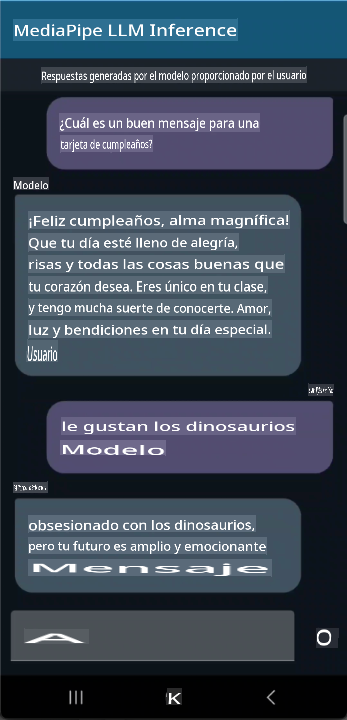 MediaPipe LLM Inference
Respuestas generadas por el modelo proporcionado por el usuario
¿Cuál es un buen mensaje para una
tarjeta de cumpleaños?
Modelo
¡Feliz cumpleaños, alma magnífica!
Que tu día esté lleno de alegría,
risas y todas las cosas buenas que
tu corazón desea. Eres único en tu clase,
y tengo mucha suerte de conocerte. Amor,
luz y bendiciones en tu día especial.
Usuario
le gustan los dinosaurios
Modelo
obsesionado con los dinosaurios,
pero tu futuro es amplio y emocionante
Mensaje
A
O
K